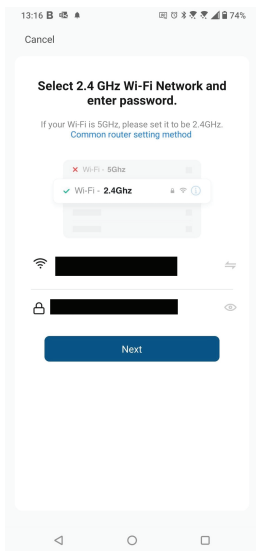 13:16 B 74%
Cancel
Select 2.4 GHz Wi-Fi Network and
enter password.
If your Wi-Fi is 5GHz, please set it to be 2.4GHz.
Common router setting method
Wi-Fi - 5Ghz
Wi-Fi - 2.4Ghz
Next